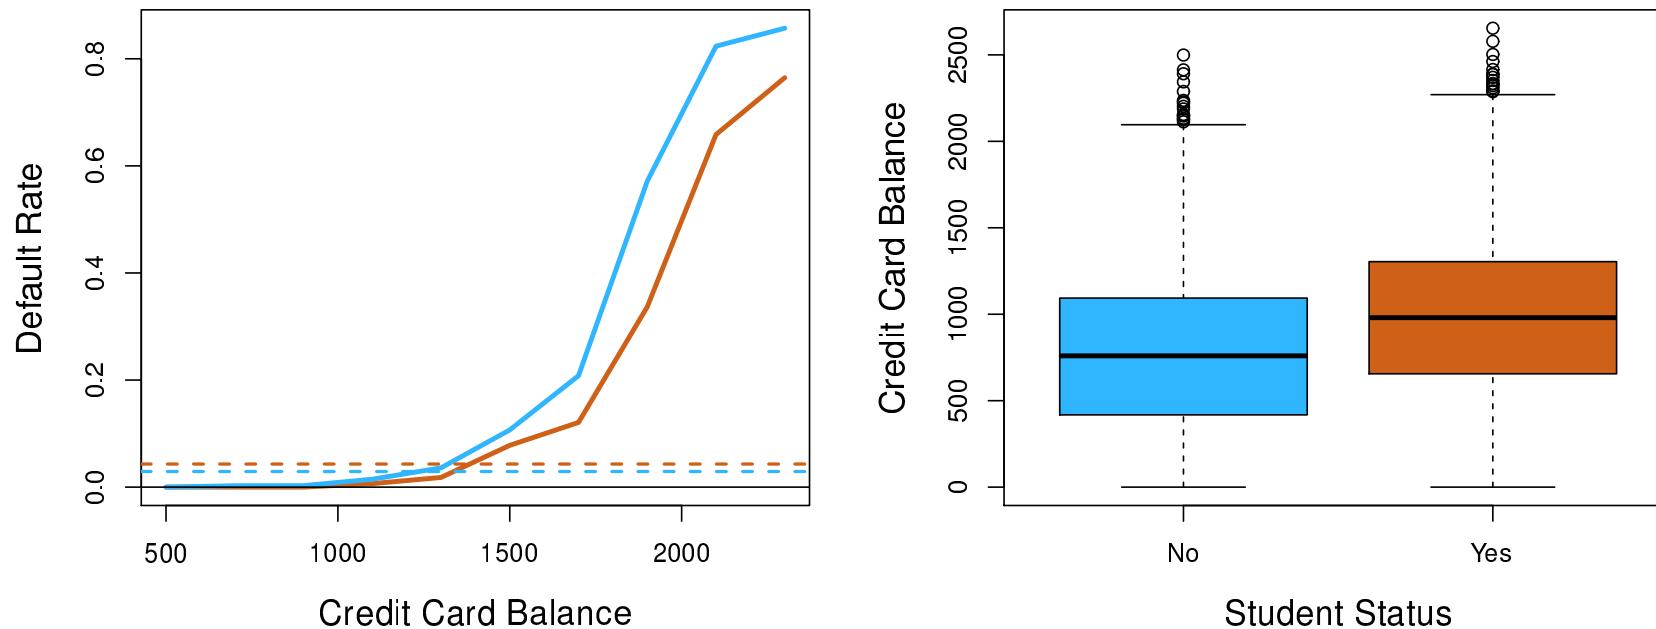 Default Rate
0.8
0.6
0.4
0.2
0.0
500 1000 1500 2000
Credit Card Balance
Credit Card Balance
2500
2000
1500
1000
500
0
No Yes
Student Status